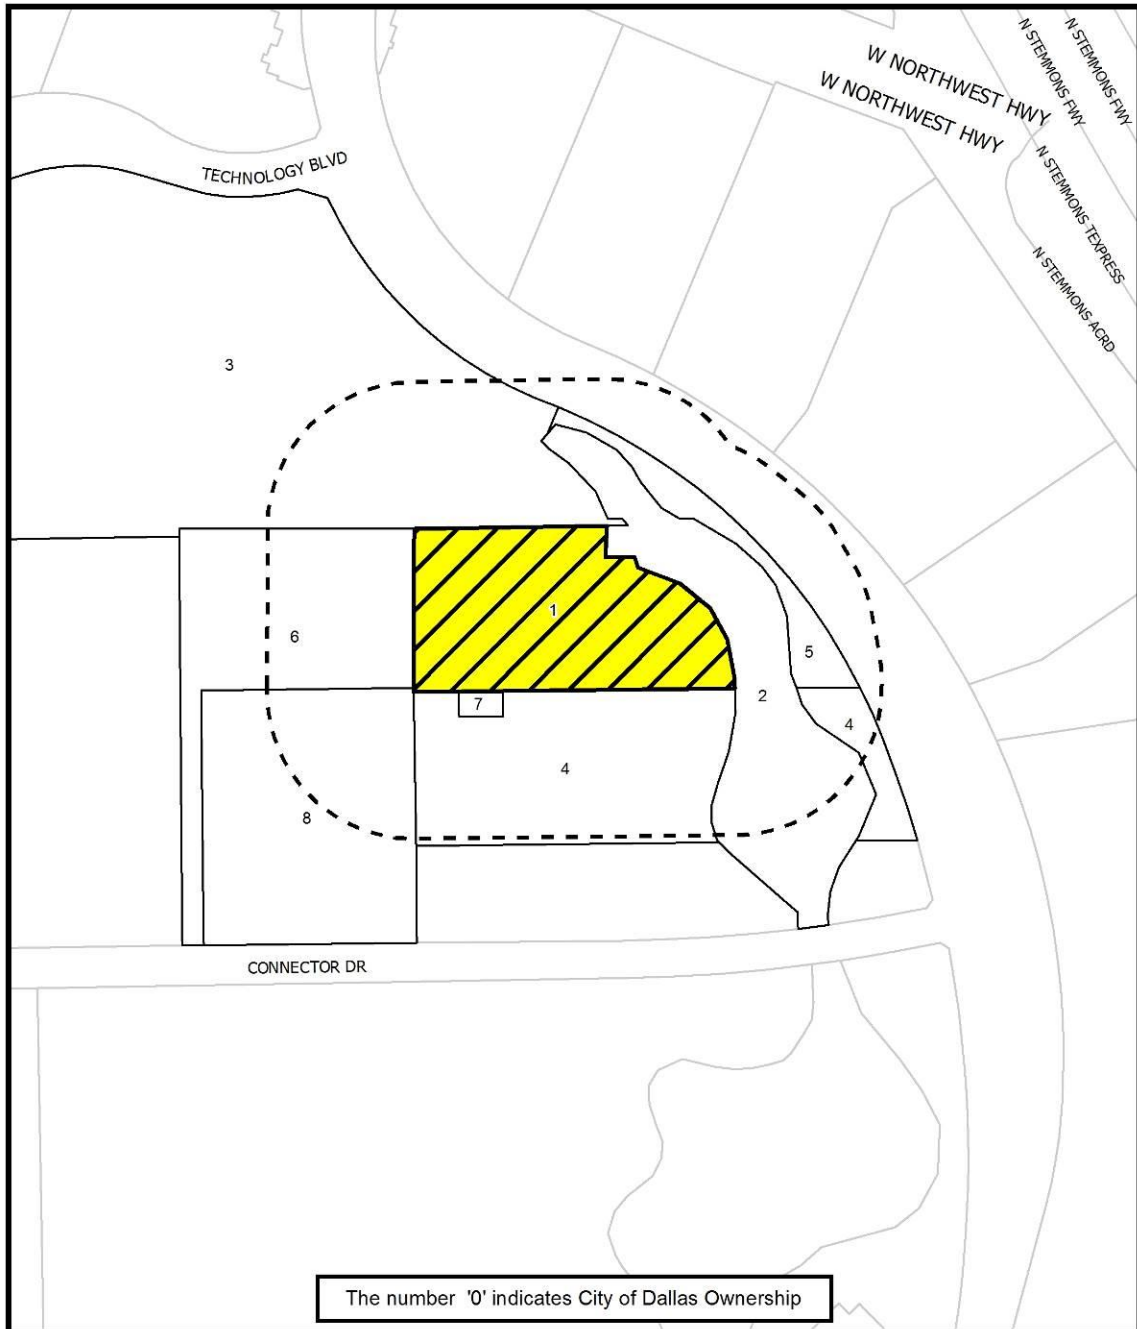 W NORTHWEST HWY
W NORTHWEST HWY
N STEMMONS FWY
N STEMMONS FWY
TECHNOLOGY BLVD
N STEMMONS TEXPRESS
N STEMMONS ACRD
3
1
6
5
2
7
4
4
8
CONNECTOR DR
The number '0' indicates City of Dallas Ownership